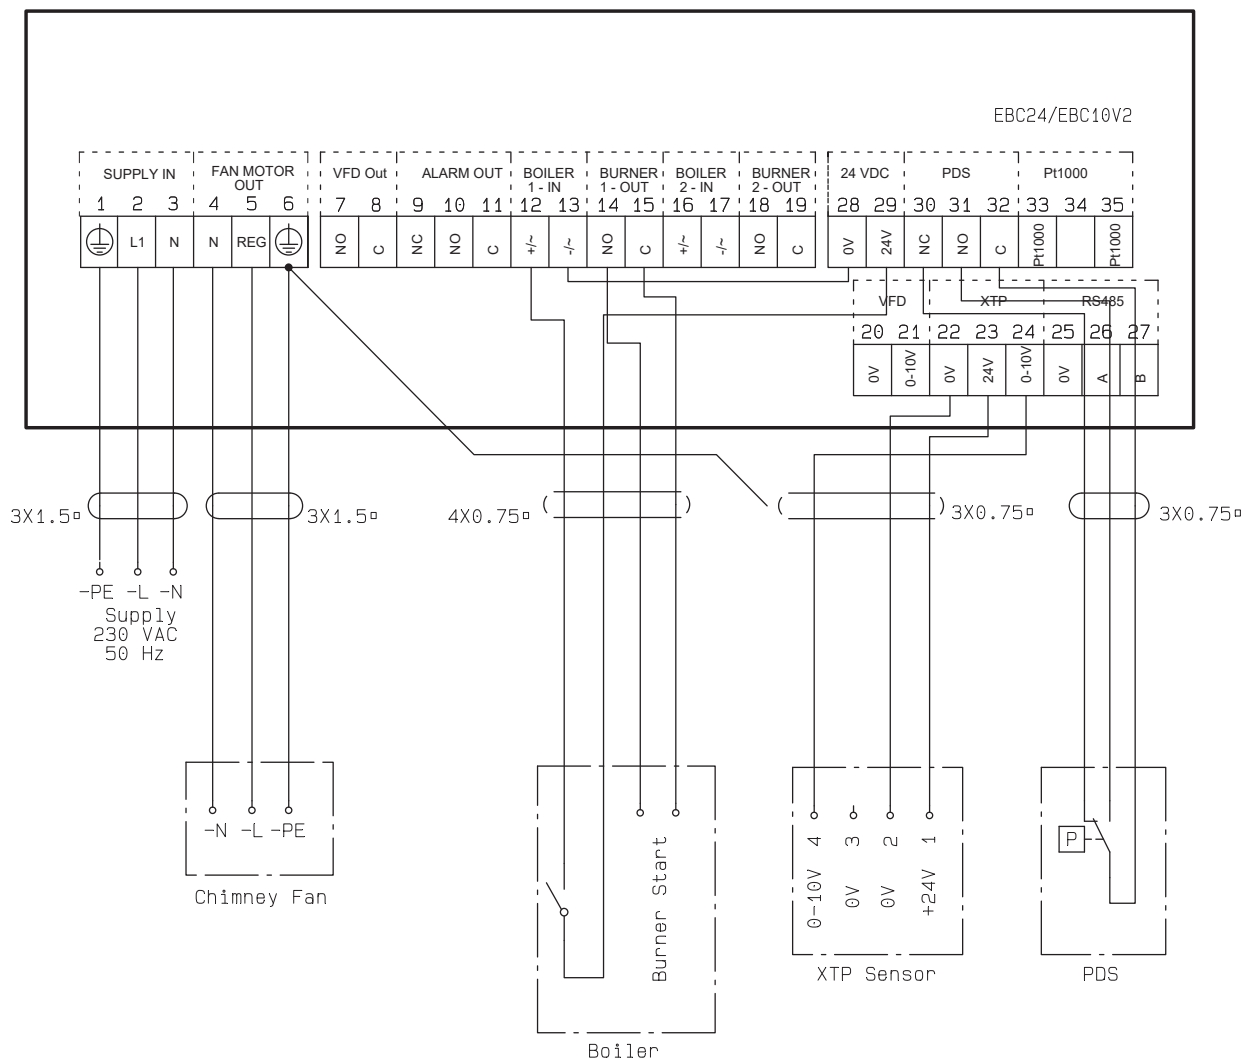 EBC24/EBC10V2
SUPPLY IN
FAN MOTOR
OUT
VFD Out
ALARM OUT
BOILER
1 - IN
BURNER
1 - OUT
BOILER
2 - IN
BURNER
2 - OUT
24 VDC
PDS
Pt1000
1 2 3 4 5 6 7 8 9 10 11 12 13 14 15 16 17 18 19 28 29 30 31 32 33 34 35
L1 N N REG NO C NC NO C +/~ -/~ NO C +/~ -/~ NO C 0V 24V NC NO C Pt1000 Pt1000
VFD XTP RS485
20 21 22 23 24 25 26 27
0V 0-10V 0V 24V 0-10V 0V A B
3X1.5▫ 3X1.5▫ 4X0.75▫ 3X0.75▫ 3X0.75▫
-PE -L -N
Supply
230 VAC
50 Hz
-N -L -PE
Chimney Fan
Burner Start
Boiler
4 3 2 1
0-10V 0V 0V +24V
XTP Sensor
P
PDS